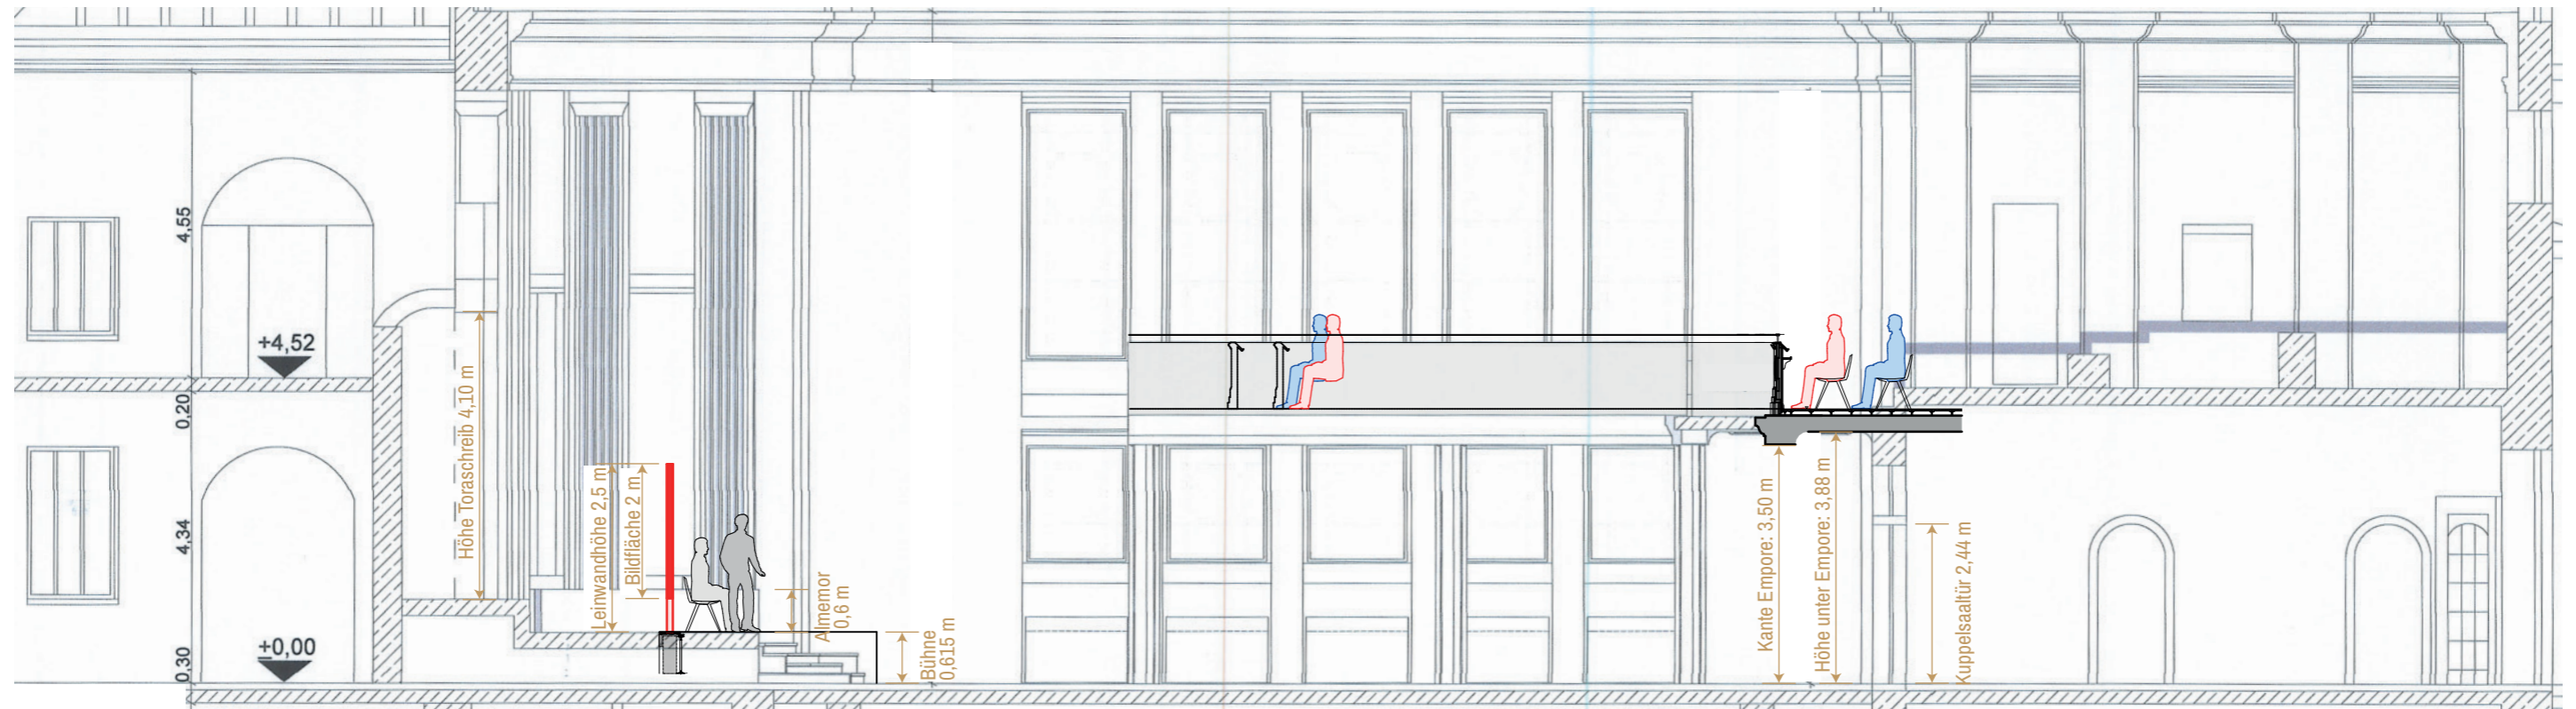 4,55
+4,52
0,20
4,34
+0,00
0,30
Höhe Toraschreib 4,10 m
Leinwandhöhe 2,5 m
Bildfläche 2 m
Almemor
0,6 m
Bühne
0,615 m
Kante Empore: 3,50 m
Höhe unter Empore: 3,88 m
Kuppelsaaltür 2,44 m